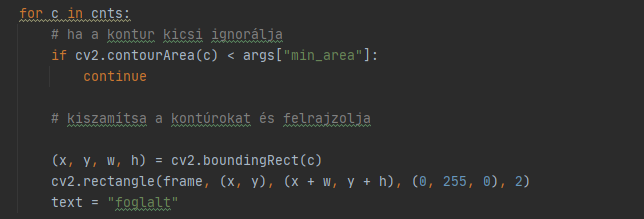 for c in cnts:
# ha a kontur kicsi ignorálja
if cv2.contourArea(c) < args["min_area"]:
continue
# kiszamítsa a kontúrokat és felrajzolja
(x, y, w, h) = cv2.boundingRect(c)
cv2.rectangle(frame, (x, y), (x + w, y + h), (0, 255, 0), 2)
text = "foglalt"